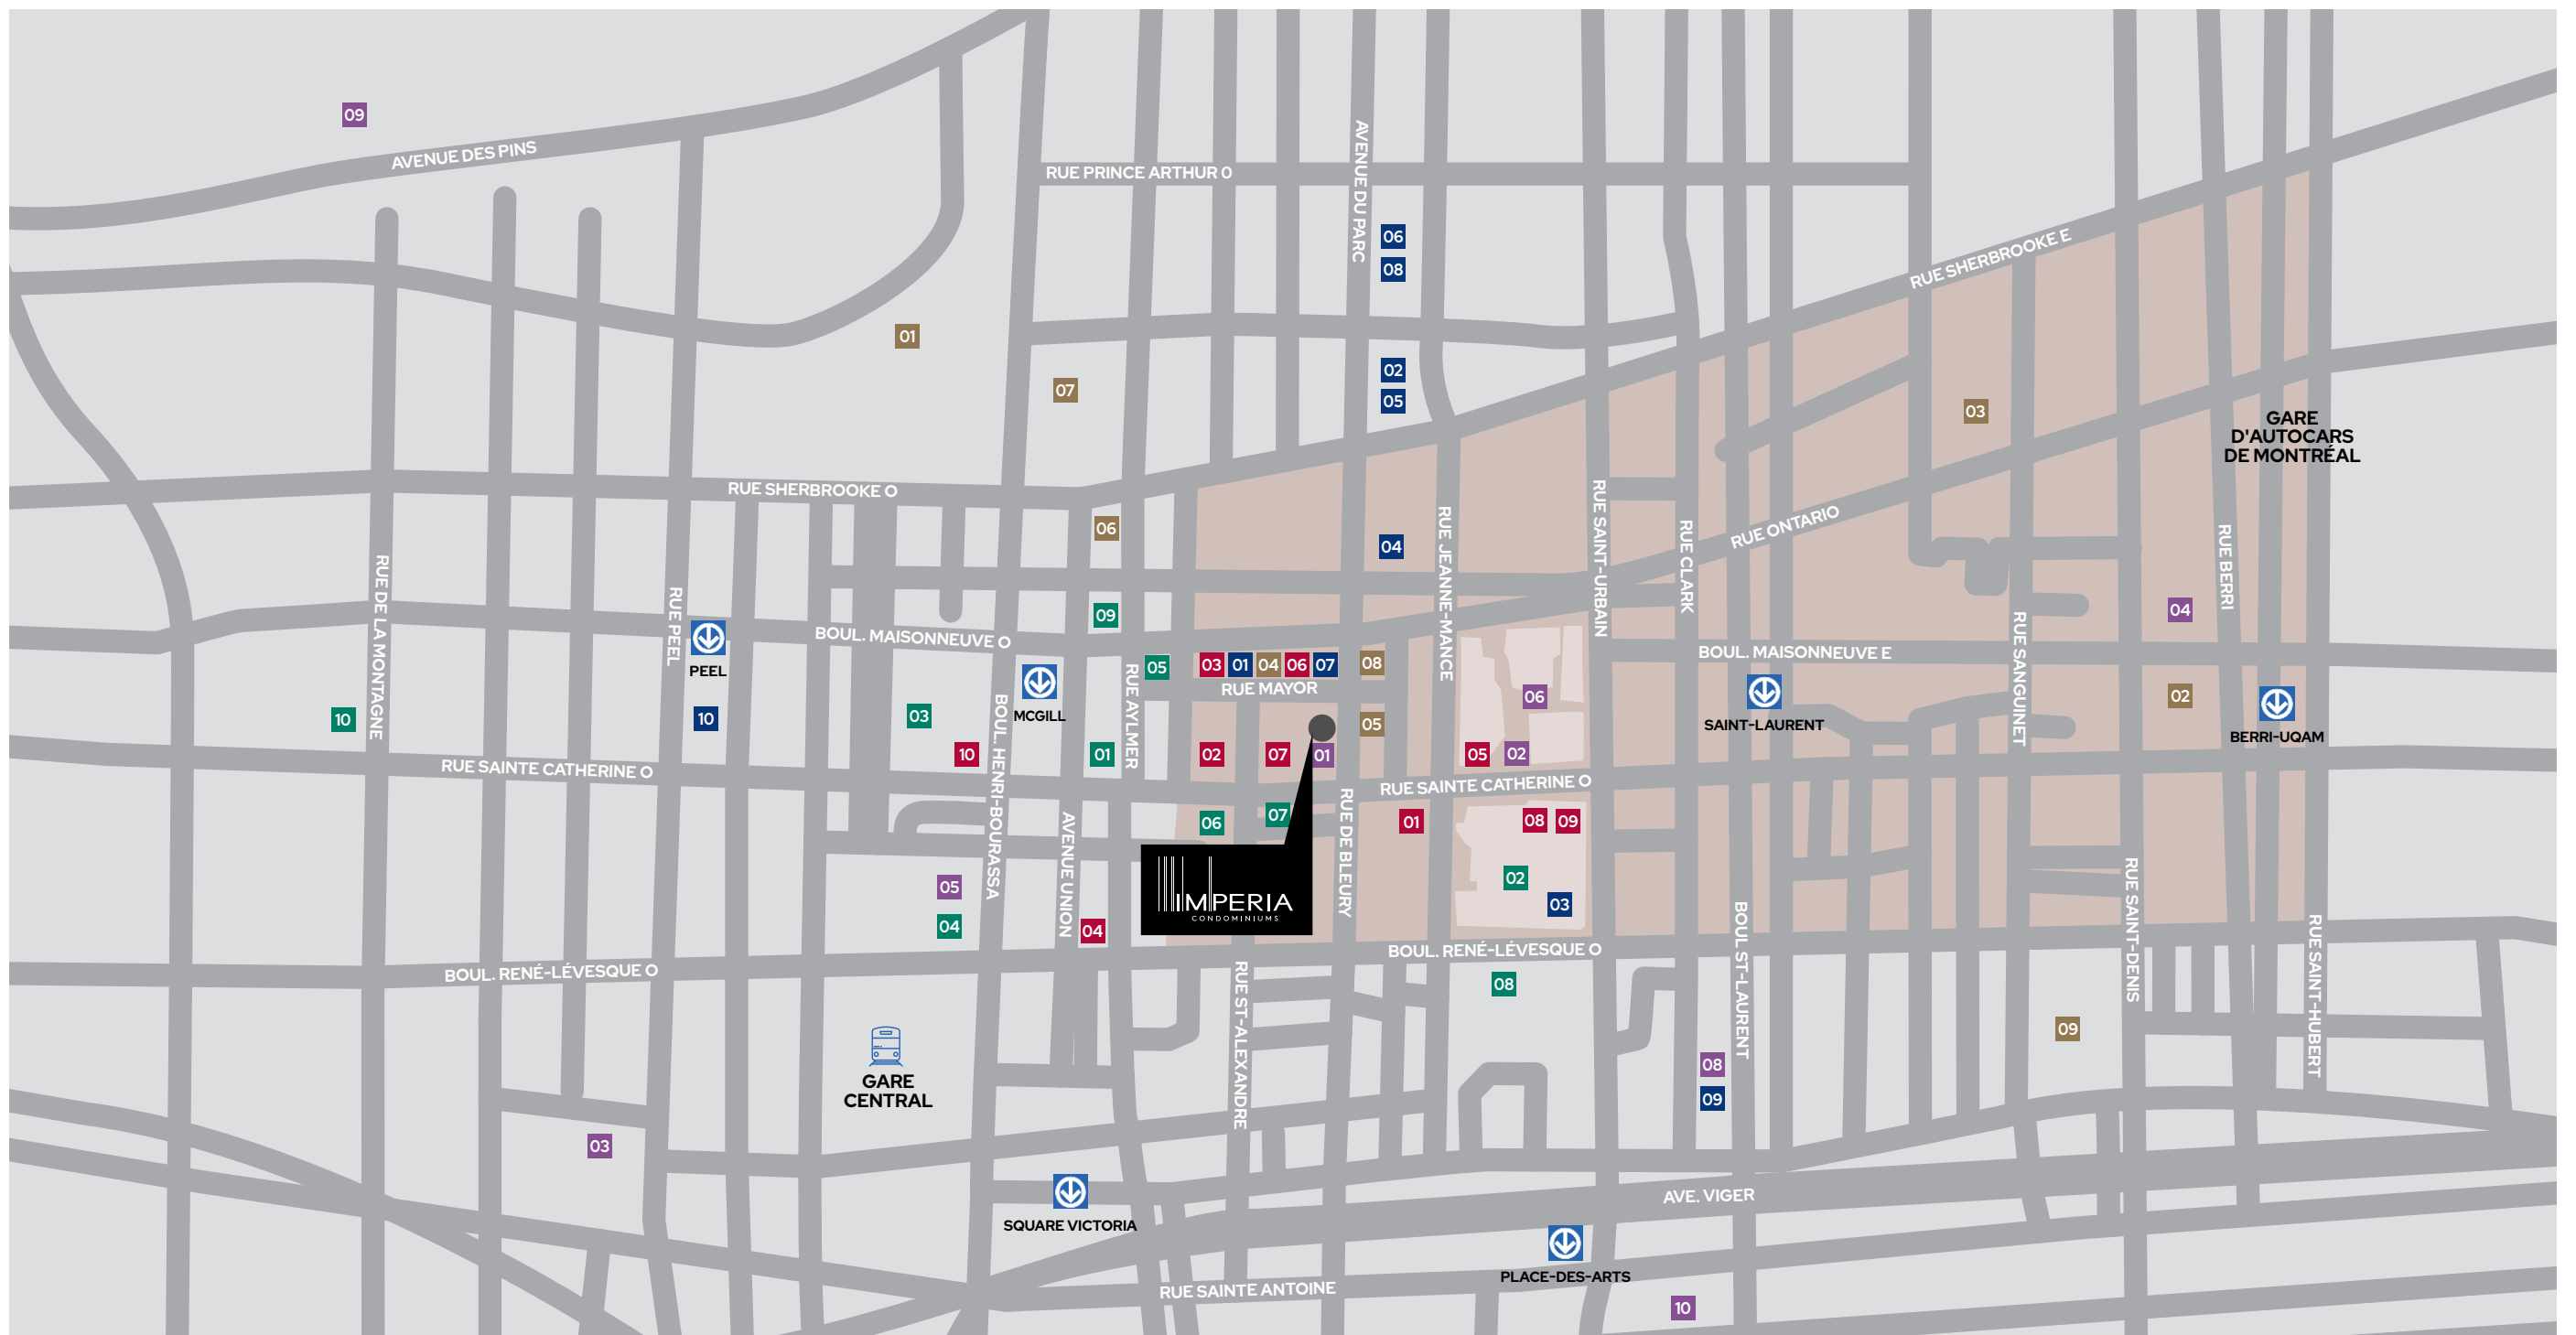 09
AVENUE DES PINS
RUE PRINCE ARTHUR O
AVENUE DU PARC
06
08
RUE SHERBROOKE E
01
07
02
05
03
GARE
D'AUTOCARS
DE MONTRÉAL
RUE SHERBROOKE O
06
04
RUE JEANNE-MANCE
RUE SAINT-URBAIN
RUE CLARK
RUE ONTARIO
RUE BERRI
RUE DE LA MONTAGNE
RUE PEEL
PEEL
10
10
BOUL. MAISONNEUVE O
09
MCGILL
03
10
BOUL. HENRI-BOURASSA
01
RUE AYLMER
05
03
01
04
06
07
08
RUE MAYOR
05
02
07
01
06
05
02
BOUL. MAISONNEUVE E
SAINT-LAURENT
RUE SANGUINET
04
02
BERRI-UQAM
RUE SAINTE CATHERINE O
RUE SAINTE CATHERINE O
06
07
01
08
09
02
03
RUE DE BLEURY
IMPERIA
CONDOMINIUMS
AVENUE UNION
05
04
04
BOUL. RENÉ-LÉVESQUE O
BOUL. RENÉ-LÉVESQUE O
08
RUE ST-ALEXANDRE
BOUL ST-LAURENT
RUE SAINT-DENIS
RUE SAINT-HUBERT
09
08
09
GARE
CENTRAL
03
SQUARE VICTORIA
AVE. VIGER
PLACE-DES-ARTS
RUE SAINTE ANTOINE
10